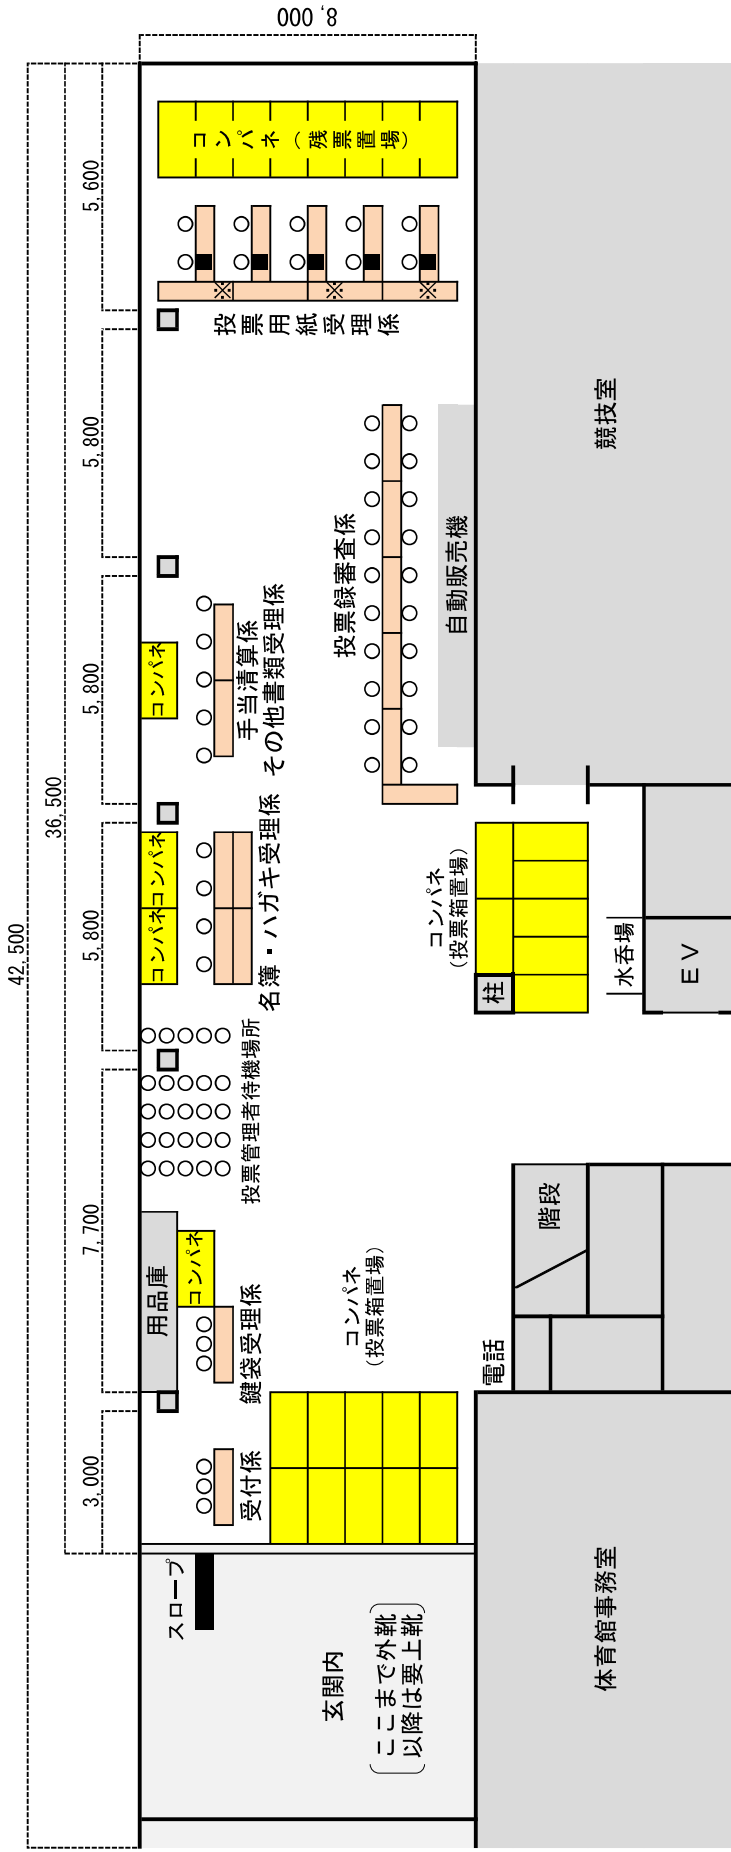 8,000
42,500
36,500
5,600
5,800
5,800
5,800
7,700
3,000
コンパネ（残票置場）
※
※
※
投票用紙受理係
競技室
投票録審査係
自動販売機
コンパネ
手当清算係
その他書類受理係
コンパネ
コンパネ
名簿・ハガキ受理係
コンパネ
（投票箱置場）
柱
水呑場
ＥＶ
投票管理者待機場所
用品庫
コンパネ
鍵袋受理係
コンパネ
（投票箱置場）
階段
電話
受付係
スロープ
玄関内
ここまで外靴
以降は要上靴
体育館事務室